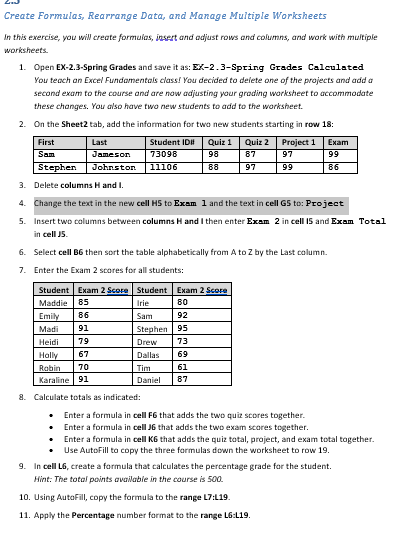 2.3
Create Formulas, Rearrange Data, and Manage Multiple Worksheets
In this exercise, you will create formulas, insert and adjust rows and columns, and work with multiple
worksheets.
1. Open EX-2.3-Spring Grades and save it as: EX-2.3-Spring Grades Calculated
You teach an Excel Fundamentals class! You decided to delete one of the projects and add a
second exam to the course and are now adjusting your grading worksheet to accommodate
these changes. You also have two new students to add to the worksheet.
2. On the Sheet2 tab, add the information for two new students starting in row 18:
First Last Student ID# Quiz 1 Quiz 2 Project 1 Exam
Sam Jameson 73098 98 87 97 99
Stephen Johnston 11106 88 97 99 86
3. Delete columns H and I.
4. Change the text in the new cell H5 to Exam 1 and the text in cell G5 to: Project
5. Insert two columns between columns H and I then enter Exam 2 in cell I5 and Exam Total
in cell J5.
6. Select cell B6 then sort the table alphabetically from A to Z by the Last column.
7. Enter the Exam 2 scores for all students:
Student Exam 2 Score Student Exam 2 Score
Maddie 85 Irie 80
Emily 86 Sam 92
Madi 91 Stephen 95
Heidi 79 Drew 73
Holly 67 Dallas 69
Robin 70 Tim 61
Karaline 91 Daniel 87
8. Calculate totals as indicated:
• Enter a formula in cell F6 that adds the two quiz scores together.
• Enter a formula in cell J6 that adds the two exam scores together.
• Enter a formula in cell K6 that adds the quiz total, project, and exam total together.
• Use AutoFill to copy the three formulas down the worksheet to row 19.
9. In cell L6, create a formula that calculates the percentage grade for the student.
Hint: The total points available in the course is 500.
10. Using AutoFill, copy the formula to the range L7:L19.
11. Apply the Percentage number format to the range L6:L19.